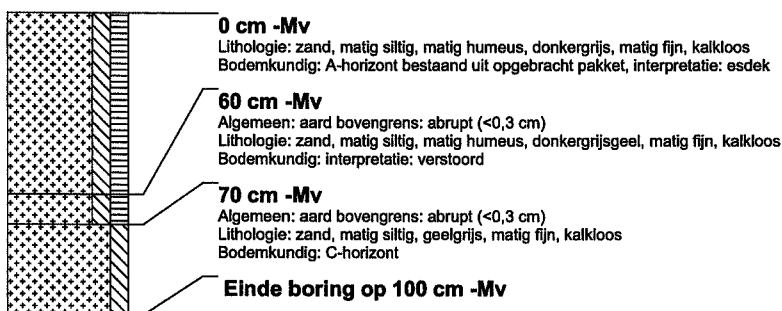 0 cm -Mv
Lithologie: zand, matig siltig, matig humeus, donkergrijs, matig fijn, kalkloos
Bodemkundig: A-horizont bestaand uit opgebracht pakket, interpretatie: esdek
60 cm -Mv
Algemeen: aard bovengrens: abrupt (<0,3 cm)
Lithologie: zand, matig siltig, matig humeus, donkergrijsgeel, matig fijn, kalkloos
Bodemkundig: interpretatie: verstoord
70 cm -Mv
Algemeen: aard bovengrens: abrupt (<0,3 cm)
Lithologie: zand, matig siltig, geelgrijs, matig fijn, kalkloos
Bodemkundig: C-horizont
Einde boring op 100 cm -Mv